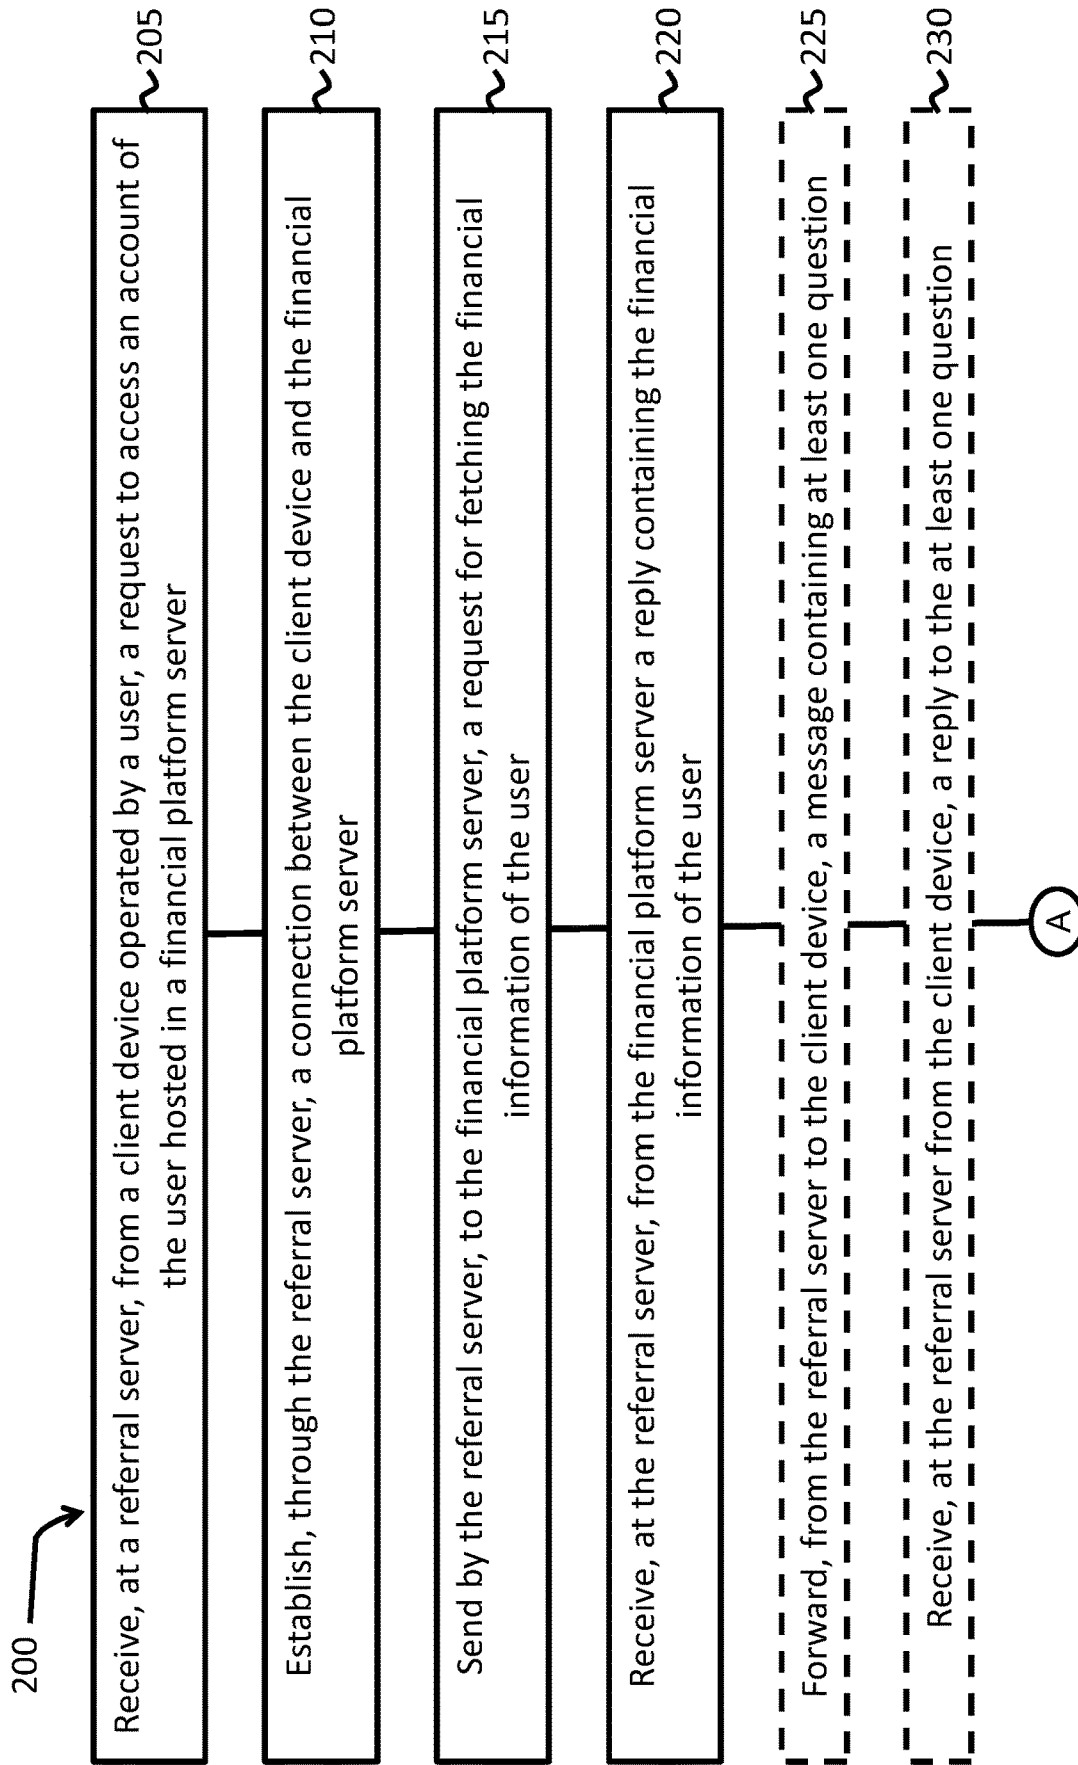 200
Receive, at a referral server, from a client device operated by a user, a request to access an account of
the user hosted in a financial platform server
205
Establish, through the referral server, a connection between the client device and the financial
platform server
210
Send by the referral server, to the financial platform server, a request for fetching the financial
information of the user
215
Receive, at the referral server, from the financial platform server a reply containing the financial
information of the user
220
Forward, from the referral server to the client device, a message containing at least one question
225
Receive, at the referral server from the client device, a reply to the at least one question
230
A